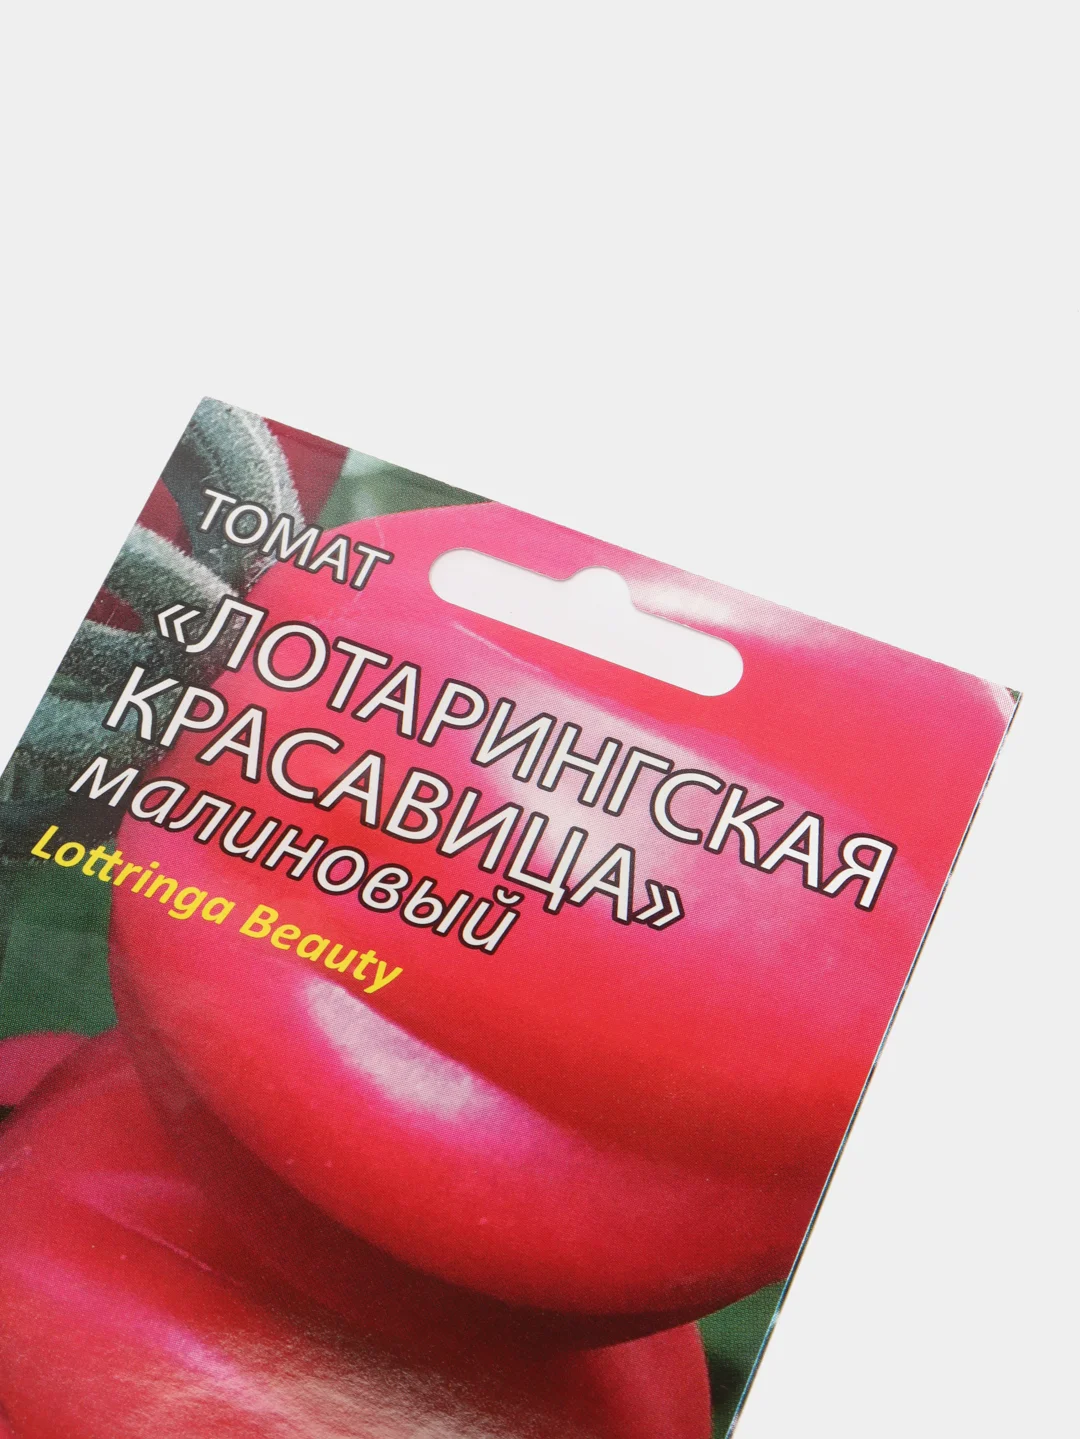 ТОМАТ
«ЛОТАРИНГСКАЯ
КРАСАВИЦА»
малиновый
Lottringa Beauty